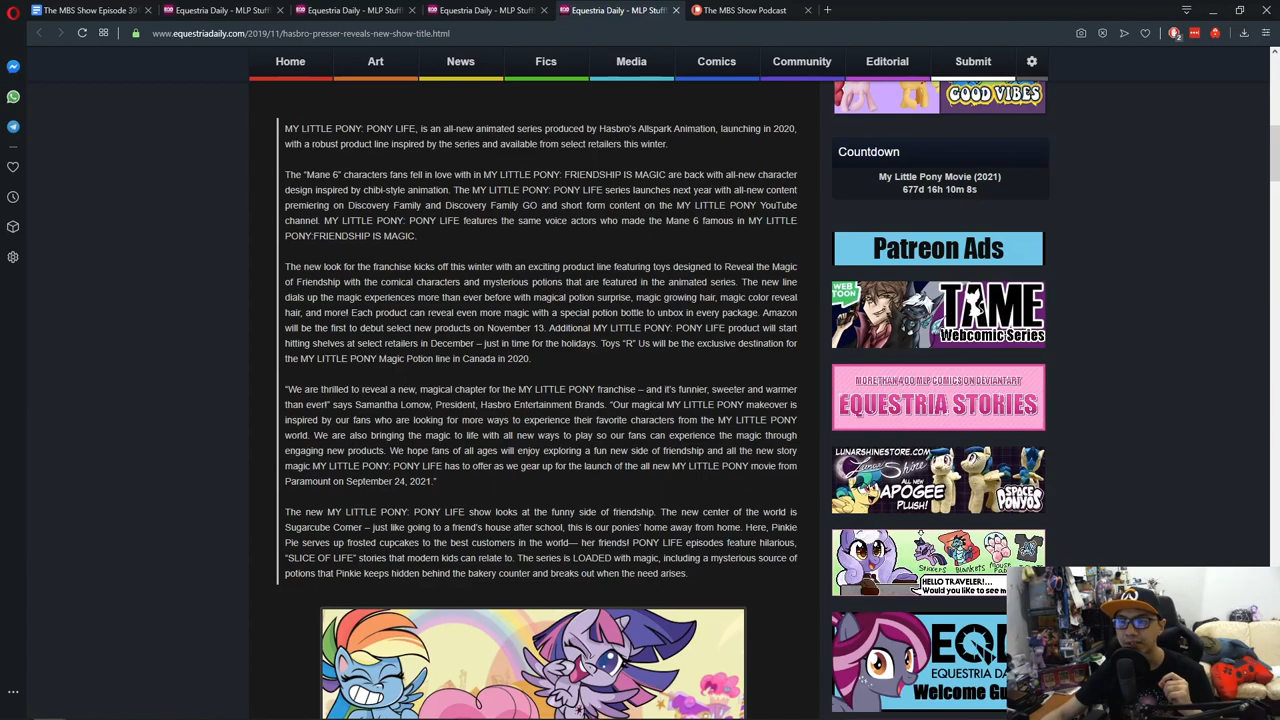 The MBS Show Episode 39
Equestria Daily - MLP Stuff
Equestria Daily - MLP Stuff
Equestria Daily - MLP Stuff
Equestria Daily - MLP Stuff
The MBS Show Podcast
www.equestriadaily.com/2019/11/hasbro-presser-reveals-new-show-title.html
Home Art News Fics Media Comics Community Editorial Submit
MY LITTLE PONY: PONY LIFE, is an all-new animated series produced by Hasbro's Allspark Animation, launching in 2020,
with a robust product line inspired by the series and available from select retailers this winter.
The "Mane 6" characters fans fell in love with in MY LITTLE PONY: FRIENDSHIP IS MAGIC are back with all-new character
design inspired by chibi-style animation. The MY LITTLE PONY: PONY LIFE series launches next year with all-new content
premiering on Discovery Family and Discovery Family GO and short form content on the MY LITTLE PONY YouTube
channel. MY LITTLE PONY: PONY LIFE features the same voice actors who made the Mane 6 famous in MY LITTLE
PONY:FRIENDSHIP IS MAGIC.
The new look for the franchise kicks off this winter with an exciting product line featuring toys designed to Reveal the Magic
of Friendship with the comical characters and mysterious potions that are featured in the animated series. The new line
dials up the magic experiences more than ever before with magical potion surprise, magic growing hair, magic color reveal
hair, and more! Each product can reveal even more magic with a special potion bottle to unbox in every package. Amazon
will be the first to debut select new products on November 13. Additional MY LITTLE PONY: PONY LIFE product will start
hitting shelves at select retailers in December – just in time for the holidays. Toys "R" Us will be the exclusive destination for
the MY LITTLE PONY Magic Potion line in Canada in 2020.
"We are thrilled to reveal a new, magical chapter for the MY LITTLE PONY franchise – and it's funnier, sweeter and warmer
than ever!" says Samantha Lomow, President, Hasbro Entertainment Brands. "Our magical MY LITTLE PONY makeover is
inspired by our fans who are looking for more ways to experience their favorite characters from the MY LITTLE PONY
world. We are also bringing the magic to life with all new ways to play so our fans can experience the magic through
engaging new products. We hope fans of all ages will enjoy exploring a fun new side of friendship and all the new story
magic MY LITTLE PONY: PONY LIFE has to offer as we gear up for the launch of the all new MY LITTLE PONY movie from
Paramount on September 24, 2021."
The new MY LITTLE PONY: PONY LIFE show looks at the funny side of friendship. The new center of the world is
Sugarcube Corner – just like going to a friend's house after school, this is our ponies' home away from home. Here, Pinkie
Pie serves up frosted cupcakes to the best customers in the world— her friends! PONY LIFE episodes feature hilarious,
"SLICE OF LIFE" stories that modern kids can relate to. The series is LOADED with magic, including a mysterious source of
potions that Pinkie keeps hidden behind the bakery counter and breaks out when the need arises.
GOOD VIBES
Countdown
My Little Pony Movie (2021)
677d 16h 10m 8s
Patreon Ads
WEB
TOON
TAME
Webcomic Series
MORE THAN 400 MLP COMICS ON DEVIANTART
EQUESTRIA STORIES
LUNARSHINESTORE.COM
Lunar Shine
ALL NEW
APOGEE
PLUSH!
SPACE
PONYOS
STICKERS
BLANKETS
HELLO TRAVELER!...
Would you like to see m
EQD
EQUESTRIA DA
Welcome Gu